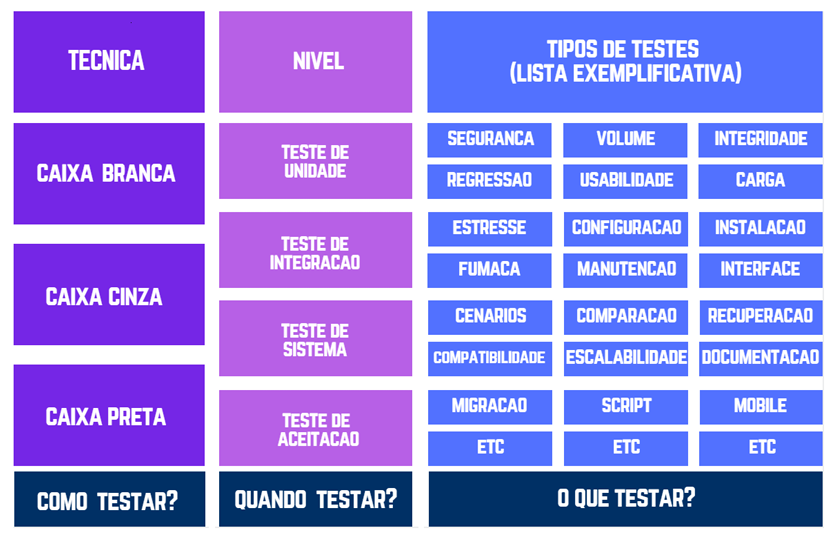 TECNICA
NIVEL
TIPOS DE TESTES
(LISTA EXEMPLIFICATIVA)
CAIXA BRANCA
CAIXA CINZA
CAIXA PRETA
TESTE DE
UNIDADE
TESTE DE
INTEGRACAO
TESTE DE
SISTEMA
TESTE DE
ACEITACAO
SEGURANCA
VOLUME
INTEGRIDADE
REGRESSAO
USABILIDADE
CARGA
ESTRESSE
CONFIGURACAO
INSTALACAO
FUMACA
MANUTENCAO
INTERFACE
CENARIOS
COMPARACAO
RECUPERACAO
COMPATIBILIDADE
ESCALABILIDADE
DOCUMENTACAO
MIGRACAO
SCRIPT
MOBILE
ETC
ETC
ETC
COMO TESTAR?
QUANDO TESTAR?
O QUE TESTAR?